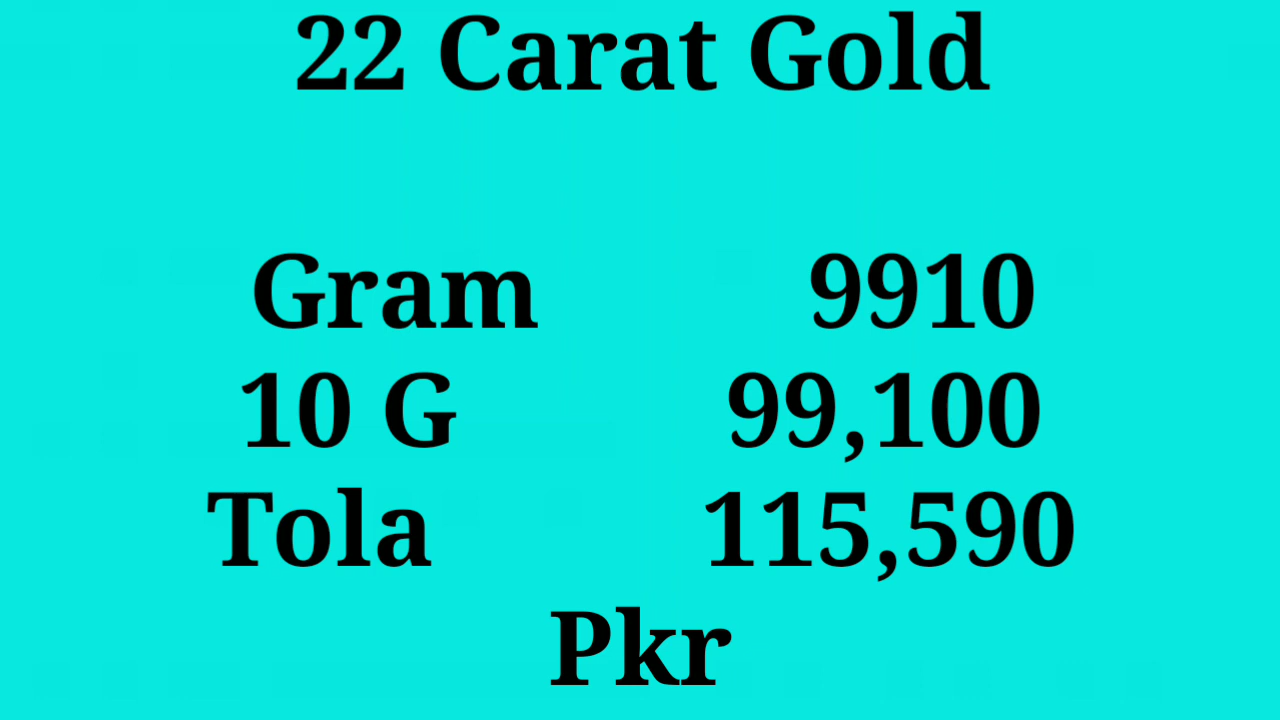 22 Carat Gold
Gram 9910
10 G 99,100
Tola 115,590
Pkr